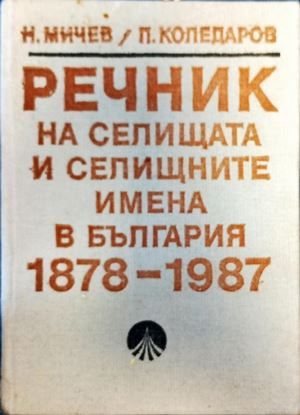 Н. МИЧЕВ / П. КОЛЕДАРОВ
РЕЧНИК
НА СЕЛИЩАТА
И СЕЛИЩНИТЕ
ИМЕНА
В БЪЛГАРИЯ
1878-1987